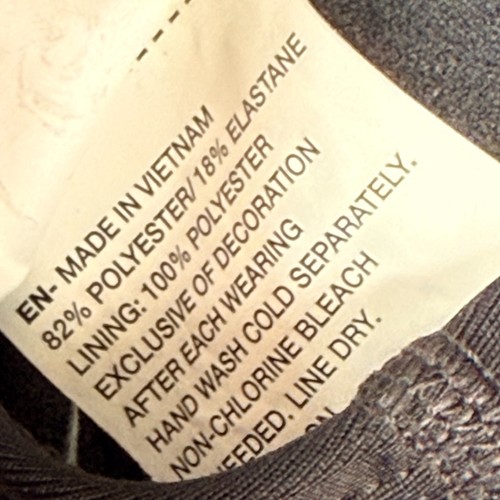 EN- MADE IN VIETNAM
82% POLYESTER/18% ELASTANE
LINING: 100% POLYESTER
EXCLUSIVE OF DECORATION
AFTER EACH WEARING
HAND WASH COLD SEPARATELY.
NON-CHLORINE BLEACH
EEDED. LINE DRY.